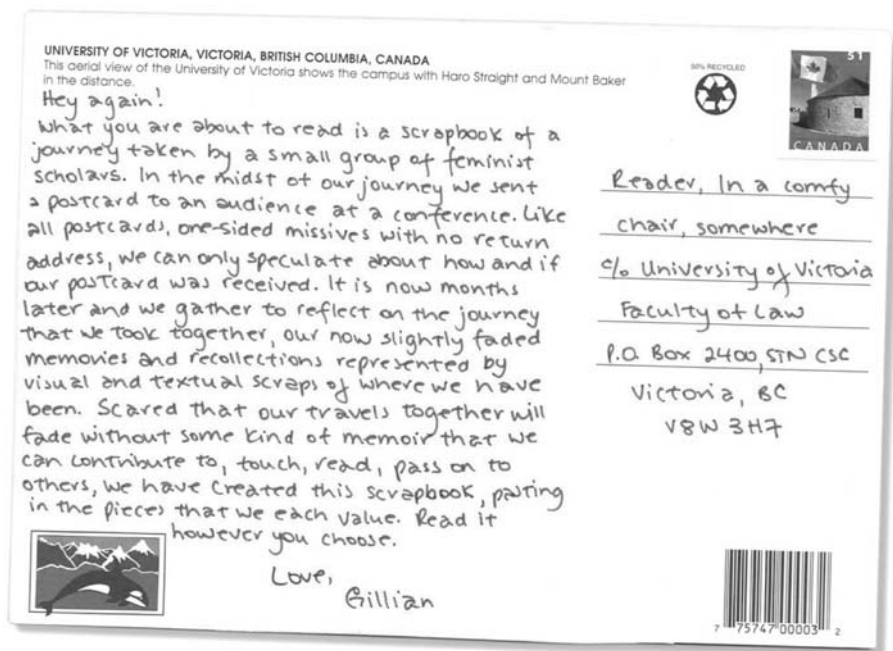 UNIVERSITY OF VICTORIA, VICTORIA, BRITISH COLUMBIA, CANADA
This aerial view of the University of Victoria shows the campus with Haro Straight and Mount Baker
in the distance.
Hey again!
What you are about to read is a scrapbook of a
journey taken by a small group of feminist
scholars. In the midst of our journey we sent
a postcard to an audience at a conference. Like
all postcards, one-sided missives with no return
address, we can only speculate about how and if
our postcard was received. It is now months
later and we gather to reflect on the journey
that we took together, our now slightly faded
memories and recollections represented by
visual and textual scraps of where we have
been. Scared that our travels together will
fade without some kind of memoir that we
can contribute to, touch, read, pass on to
others, we have created this scrapbook, pasting
in the pieces that we each value. Read it
however you choose.
Love,
Gillian
50% RECYCLED
$1
CANADA
Reader, In a comfy
chair, somewhere
c/o University of Victoria
Faculty of Law
P.O. Box 2400, STN CSC
Victoria, BC
V8W 3H7
7 75747 00003 2